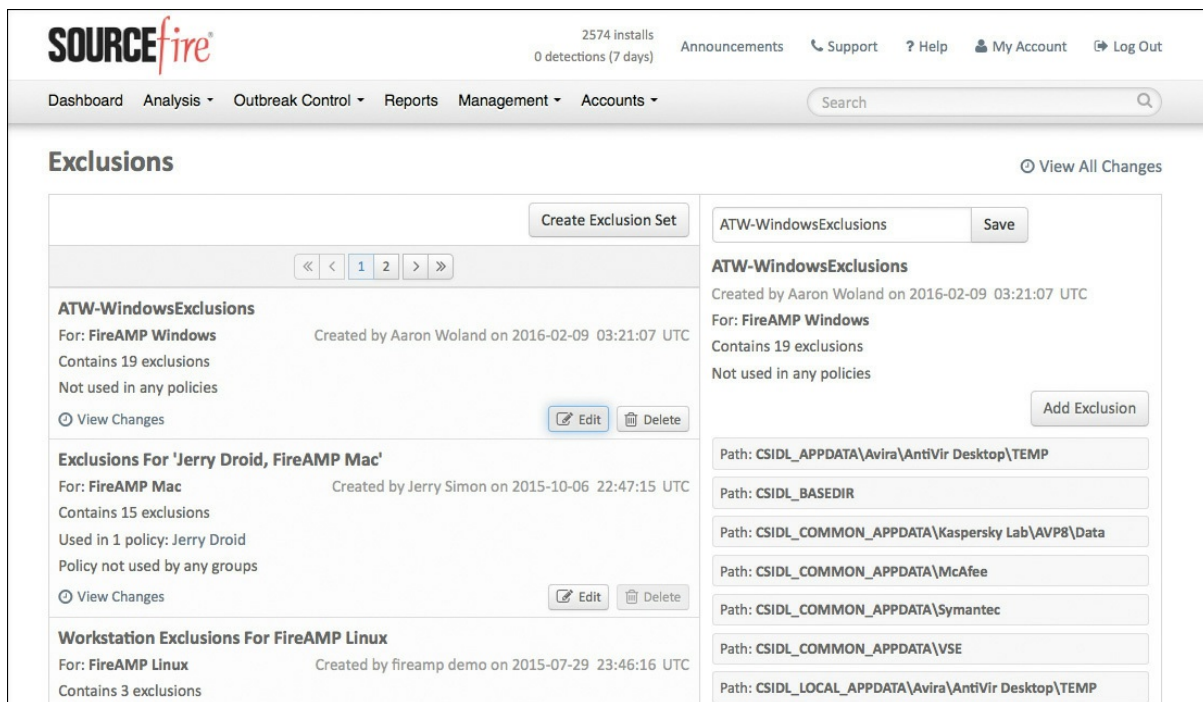 SOURCEfire®
2574 installs
0 detections (7 days)
Announcements
Support
? Help
My Account
Log Out
Dashboard Analysis Outbreak Control Reports Management Accounts
Search
Exclusions
View All Changes
Create Exclusion Set
« < 1 2 > »
ATW-WindowsExclusions
For: FireAMP Windows Created by Aaron Woland on 2016-02-09 03:21:07 UTC
Contains 19 exclusions
Not used in any policies
View Changes Edit Delete
Exclusions For 'Jerry Droid, FireAMP Mac'
For: FireAMP Mac Created by Jerry Simon on 2015-10-06 22:47:15 UTC
Contains 15 exclusions
Used in 1 policy: Jerry Droid
Policy not used by any groups
View Changes Edit Delete
Workstation Exclusions For FireAMP Linux
For: FireAMP Linux Created by fireamp demo on 2015-07-29 23:46:16 UTC
Contains 3 exclusions
ATW-WindowsExclusions Save
ATW-WindowsExclusions
Created by Aaron Woland on 2016-02-09 03:21:07 UTC
For: FireAMP Windows
Contains 19 exclusions
Not used in any policies
Add Exclusion
Path: CSIDL_APPDATA\Avira\AntiVir Desktop\TEMP
Path: CSIDL_BASEDIR
Path: CSIDL_COMMON_APPDATA\Kaspersky Lab\AVP8\Data
Path: CSIDL_COMMON_APPDATA\McAfee
Path: CSIDL_COMMON_APPDATA\Symantec
Path: CSIDL_COMMON_APPDATA\VSE
Path: CSIDL_LOCAL_APPDATA\Avira\AntiVir Desktop\TEMP